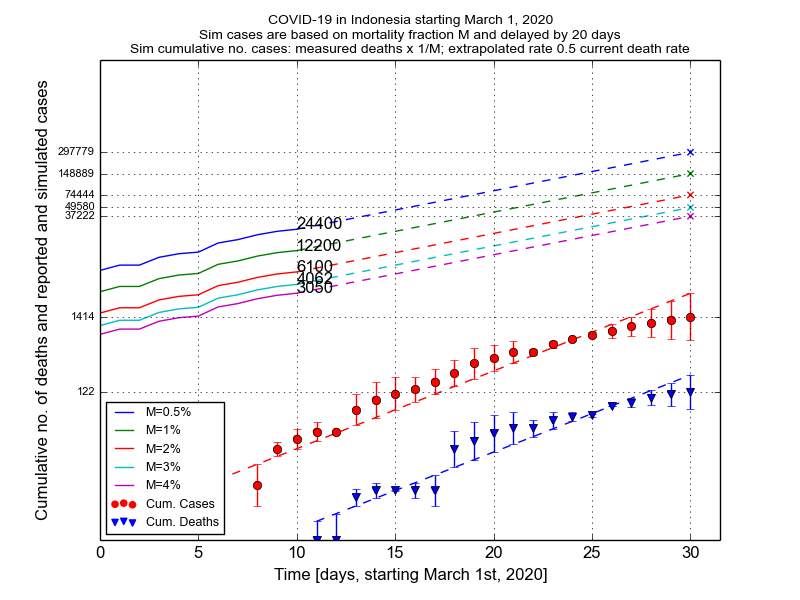 COVID-19 in Indonesia starting March 1, 2020
Sim cases are based on mortality fraction M and delayed by 20 days
Sim cumulative no. cases: measured deaths x 1/M; extrapolated rate 0.5 current death rate
Cumulative no. of deaths and reported and simulated cases
297779
148889
74444
49580
37222
1414
122
24400
12200
6100
4062
3050
M=0.5%
M=1%
M=2%
M=3%
M=4%
Cum. Cases
Cum. Deaths
0 5 10 15 20 25 30
Time [days, starting March 1st, 2020]